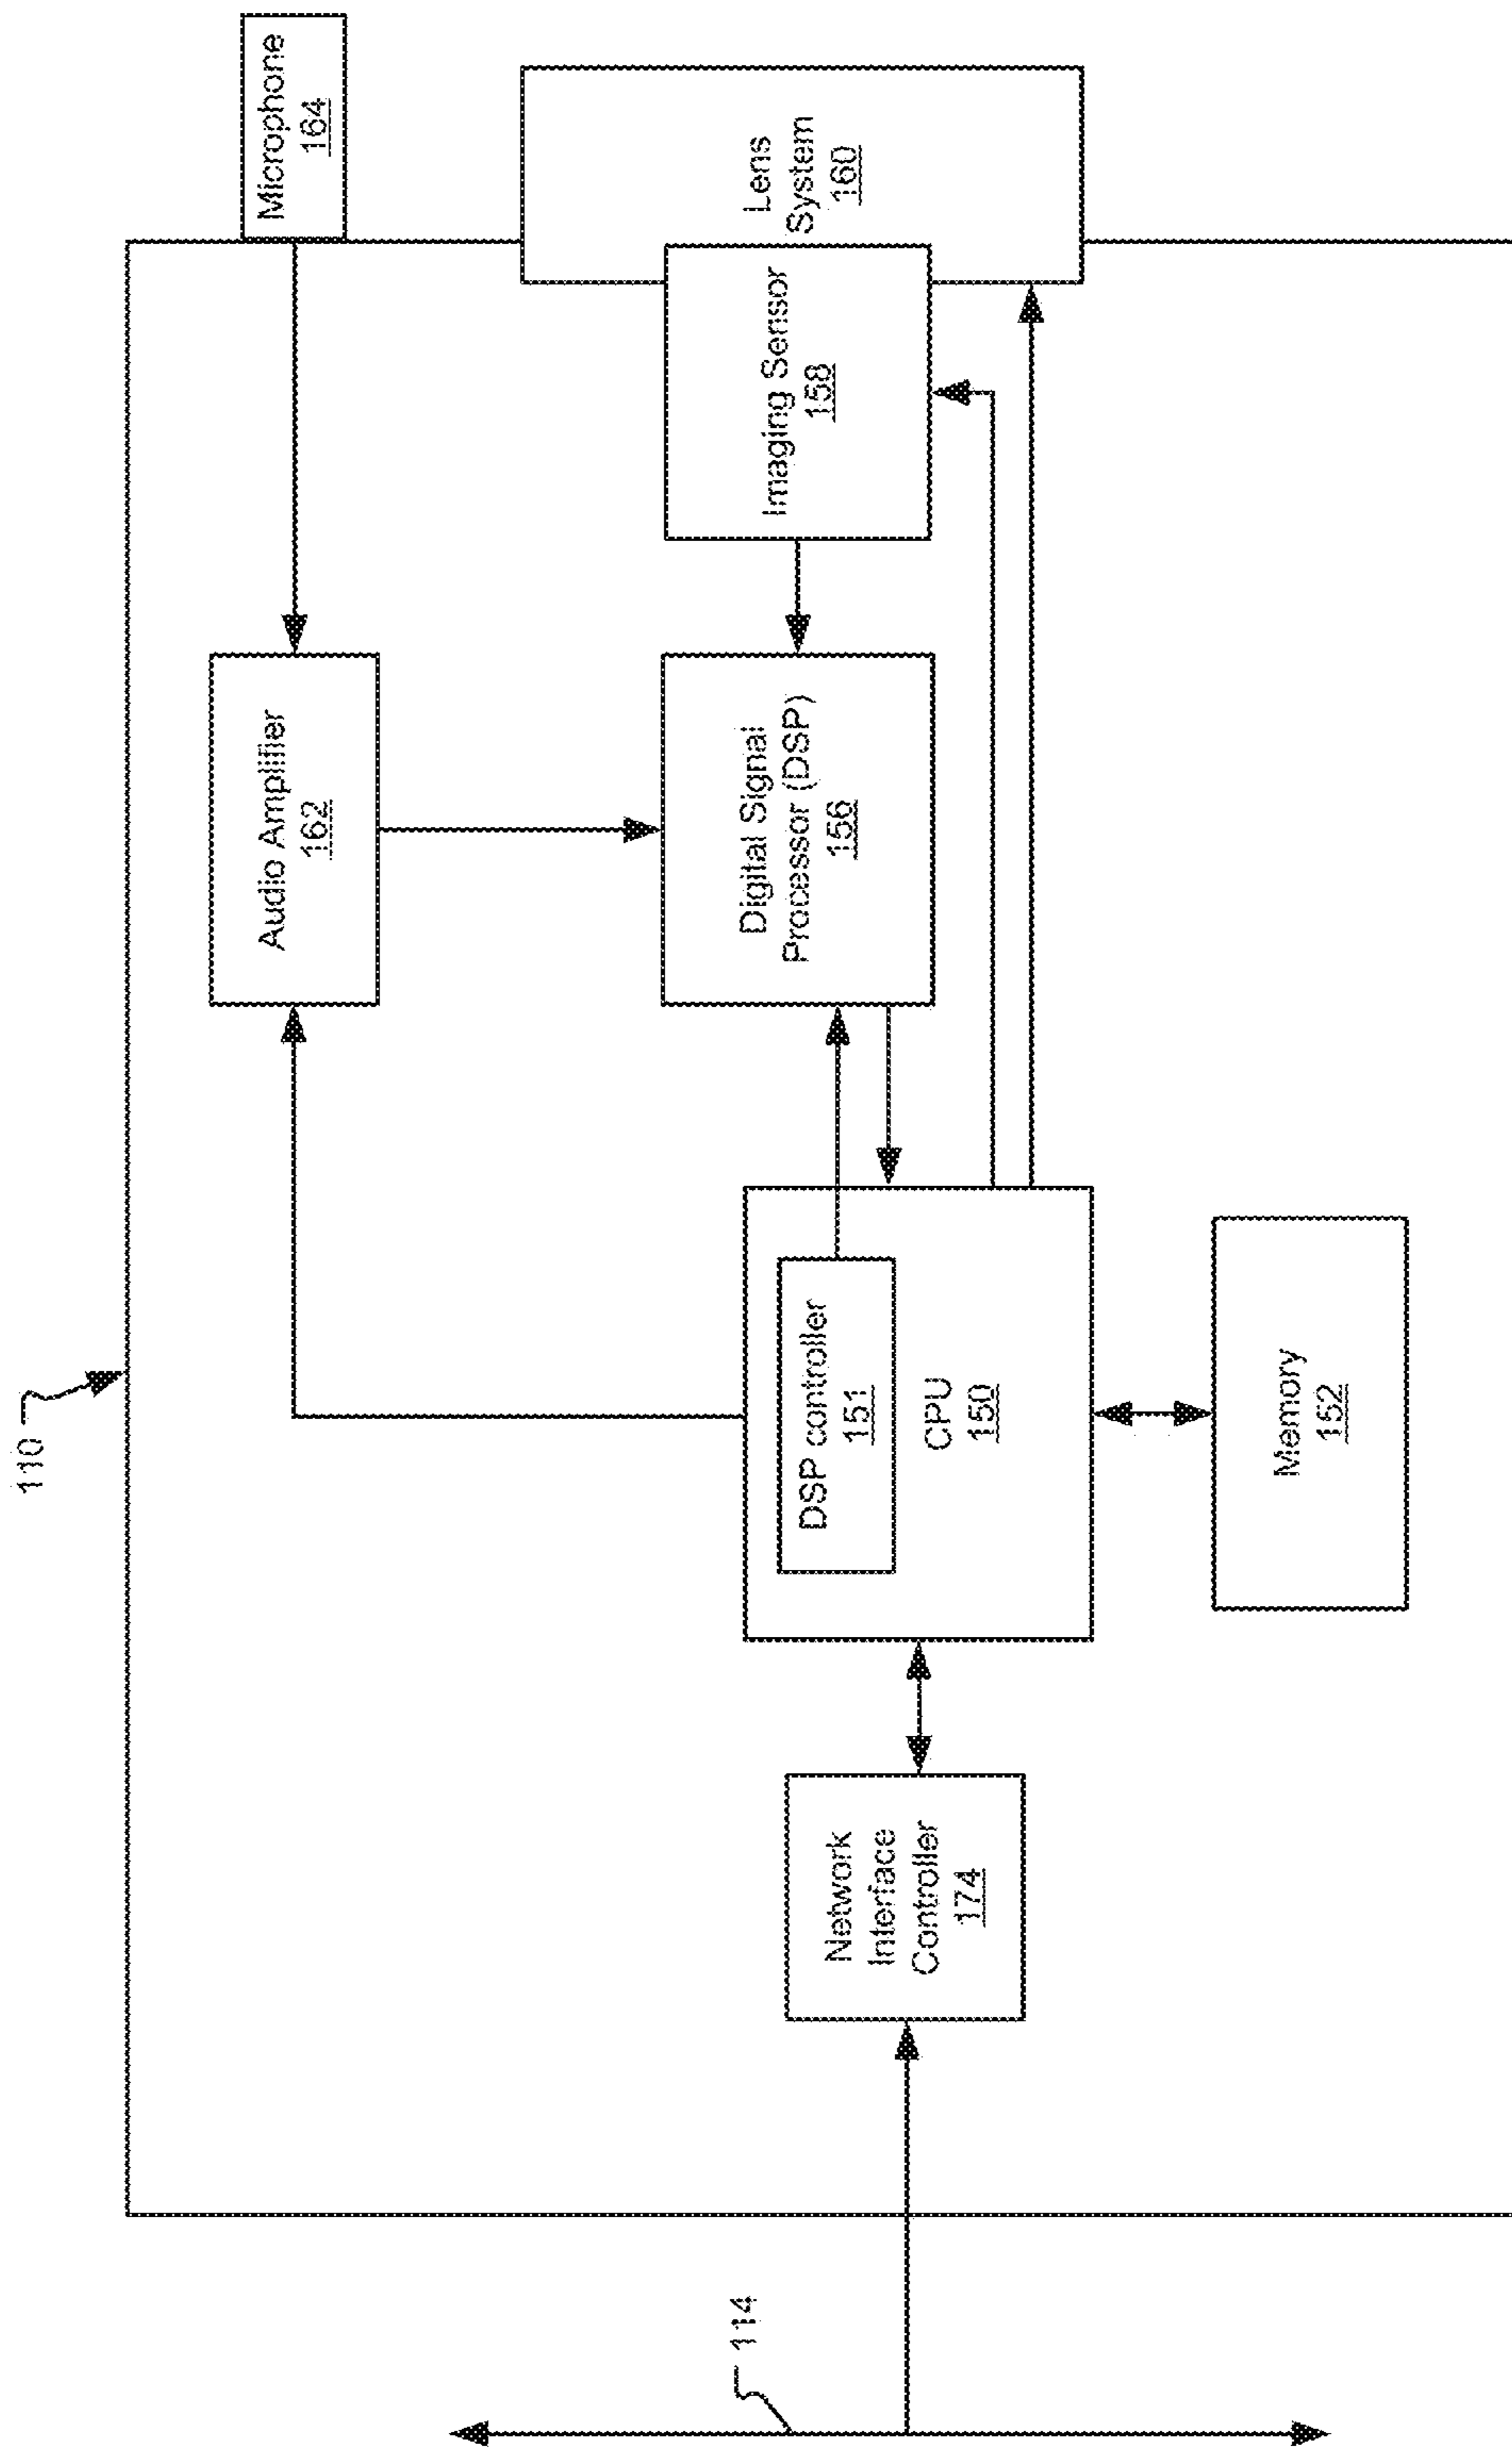 110
Microphone
164
Audio Amplifier
162
Lens
System
160
Imaging Sensor
158
Digital Signal
Processor (DSP)
156
DSP controller
151
CPU
150
Memory
152
Network
Interface
Controller
174
114